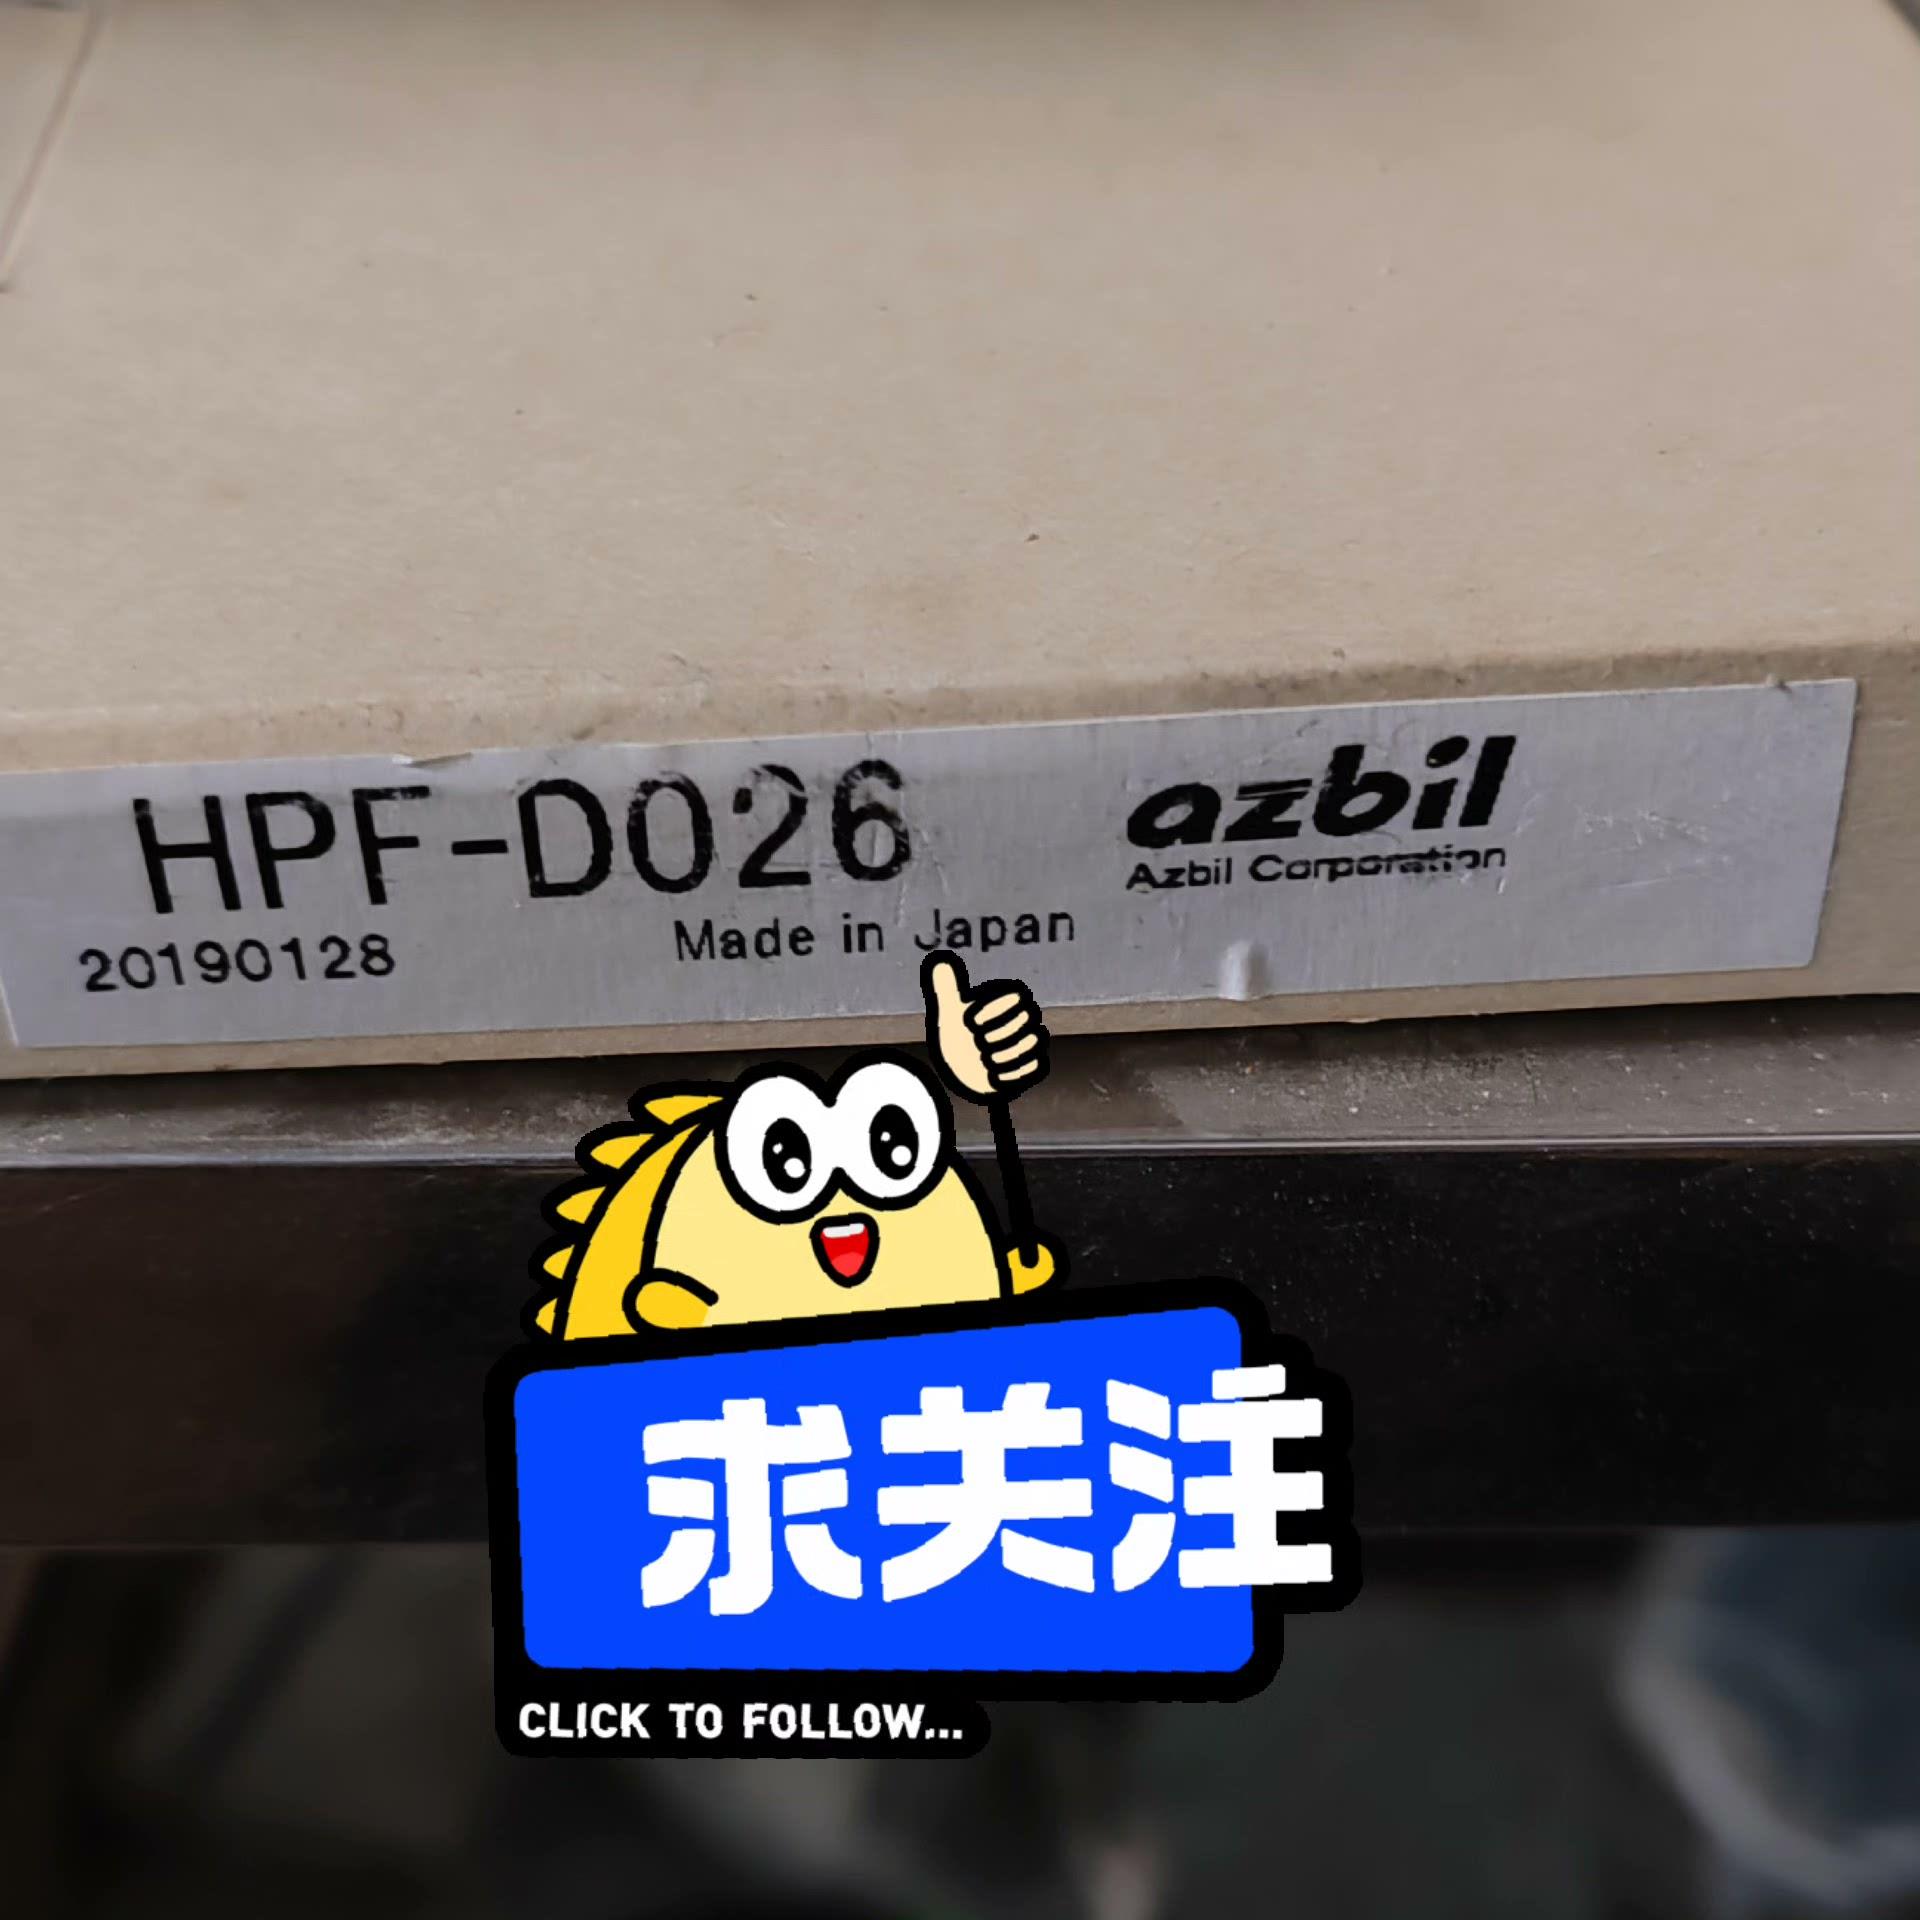 HPF-D026
azbil
Azbil Corporation
20190128
Made in Japan
求关注
CLICK TO FOLLOW...